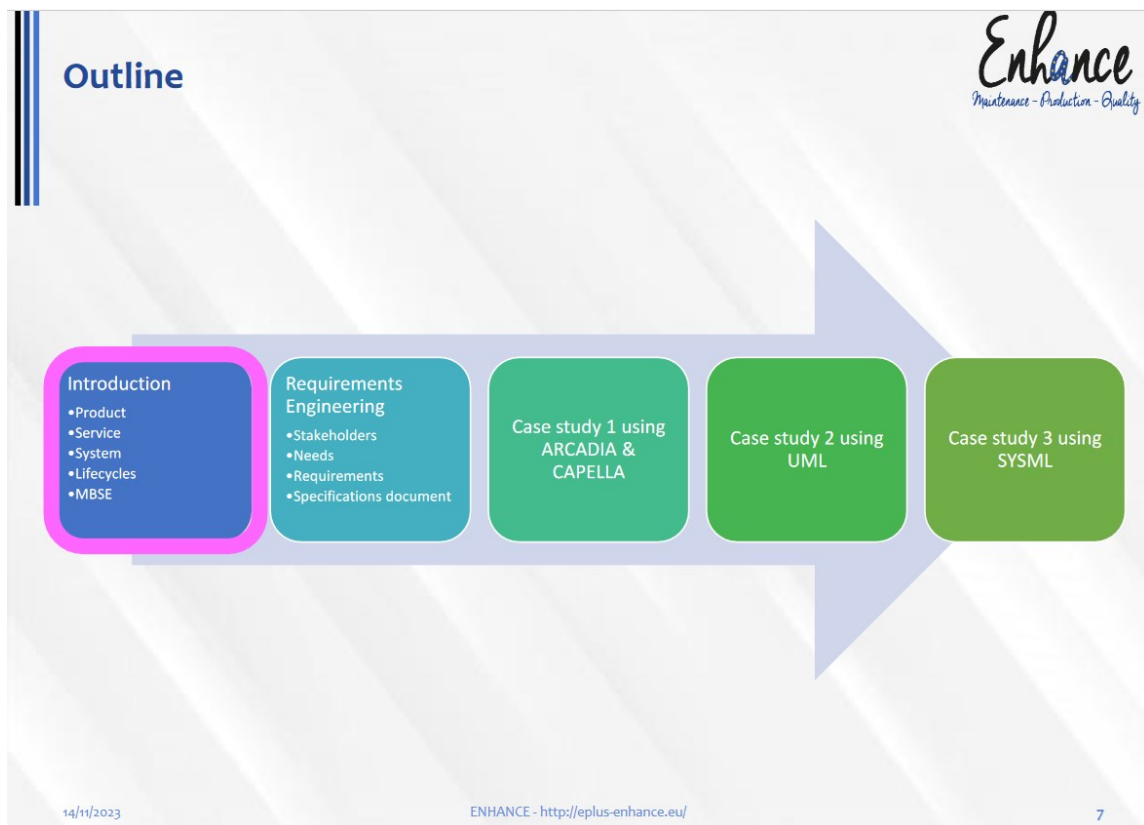 Outline
Enhance
Maintenance - Production - Quality
Introduction
•Product
•Service
•System
•Lifecycles
•MBSE
Requirements
Engineering
•Stakeholders
•Needs
•Requirements
•Specifications document
Case study 1 using
ARCADIA &
CAPELLA
Case study 2 using
UML
Case study 3 using
SYSML
14/11/2023
ENHANCE - http://eplus-enhance.eu/
7